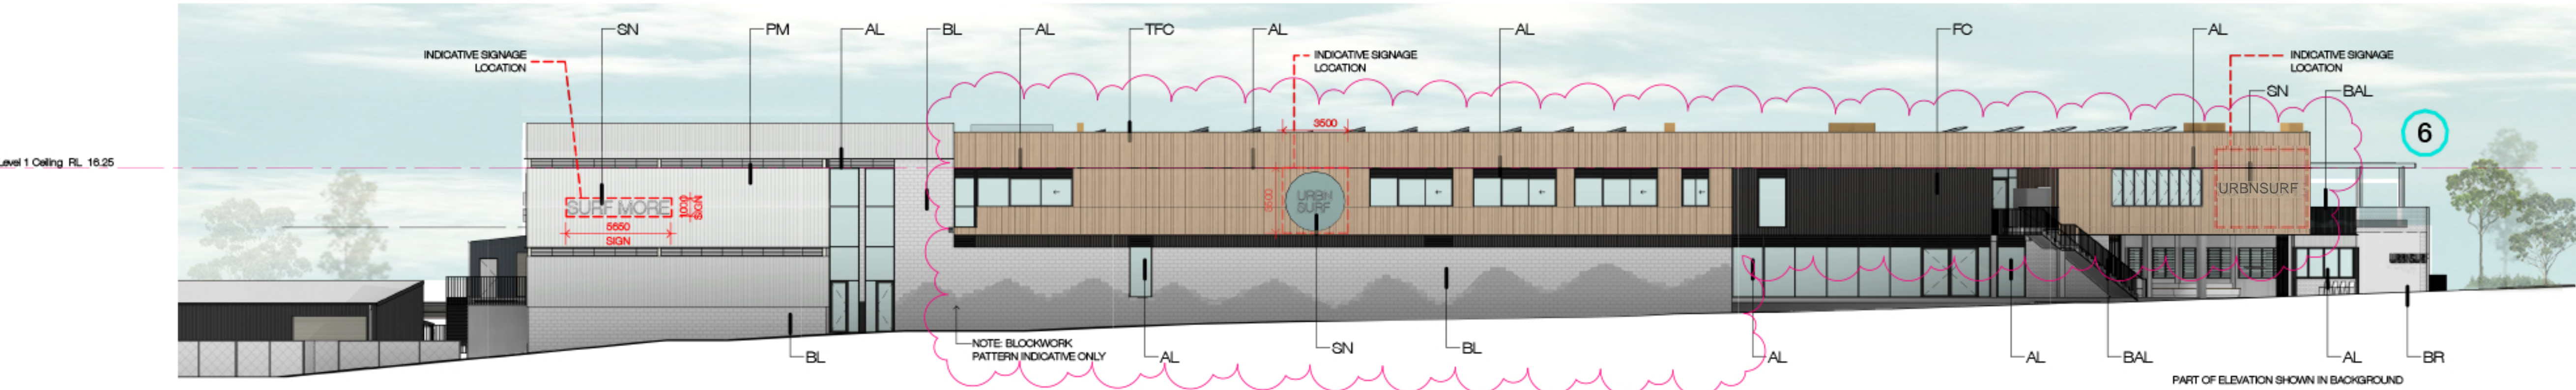 SN
PM
AL
BL
AL
TFC
AL
AL
FC
AL
INDICATIVE SIGNAGE
LOCATION
INDICATIVE SIGNAGE
LOCATION
INDICATIVE SIGNAGE
LOCATION
SN
BAL
3500
6
Level 1 Ceiling RL 16.25
SURF MORE
1000
SIGN
5650
SIGN
3500
URBN
SURF
URBNSURF
NOTE: BLOCKWORK
PATTERN INDICATIVE ONLY
BL
AL
SN
BL
AL
AL
BAL
AL
BR
PART OF ELEVATION SHOWN IN BACKGROUND